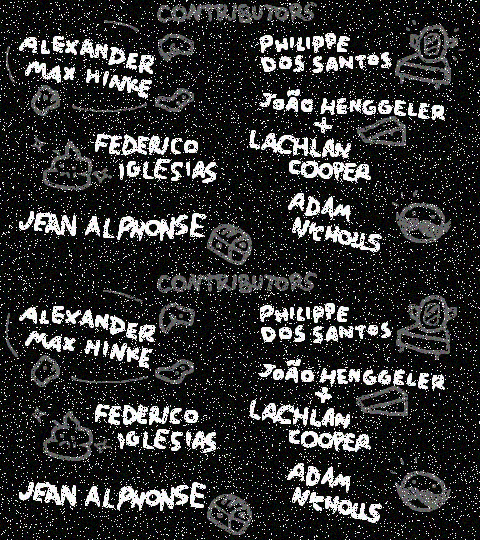 CONTRIBUTORS
ALEXANDER
MAX HINKE
PHILIPPE
DOS SANTOS
JOÃO HENGGELER
+
LACHLAN
COOPER
FEDERICO
IGLESIAS
JEAN ALPHONSE
ADAM
NICHOLLS
CONTRIBUTORS
ALEXANDER
MAX HINKE
PHILIPPE
DOS SANTOS
JOÃO HENGGELER
+
LACHLAN
COOPER
FEDERICO
IGLESIAS
JEAN ALPHONSE
ADAM
NICHOLLS